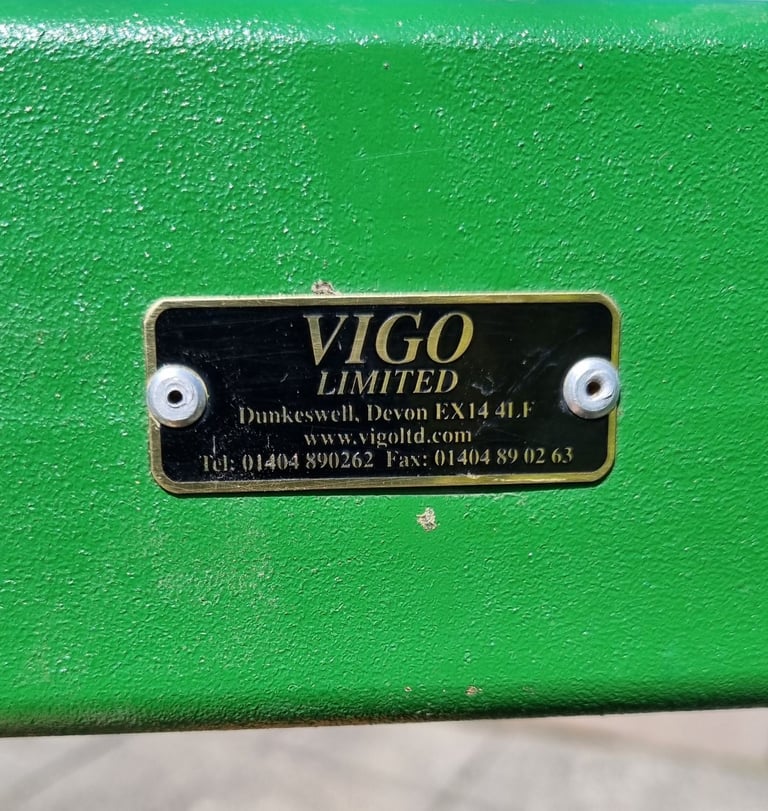 VIGO
LIMITED
Dunkeswell, Devon EX14 4LF
www.vigoltd.com
Tel: 01404 890262 Fax: 01404 89 02 63